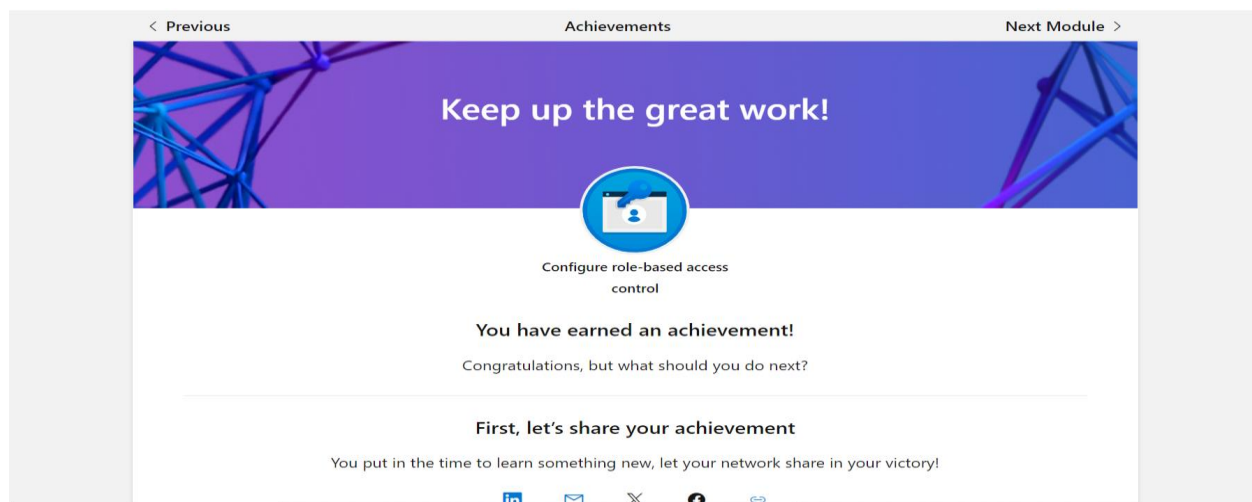 < Previous
Achievements
Next Module >
Keep up the great work!
Configure role-based access
control
You have earned an achievement!
Congratulations, but what should you do next?
First, let's share your achievement
You put in the time to learn something new, let your network share in your victory!
in